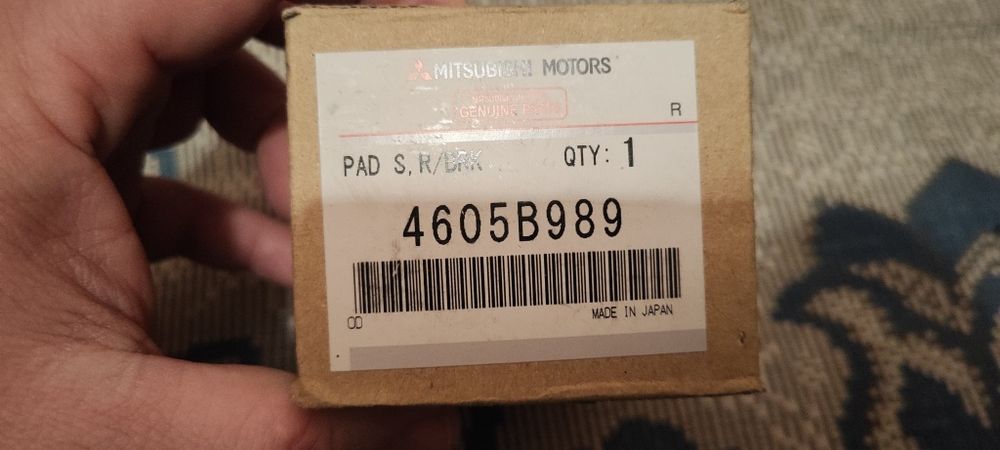 MITSUBISHI MOTORS
GENUINE PARTS
R
PAD S,R/BRK
QTY: 1
4605B989
00
MADE IN JAPAN